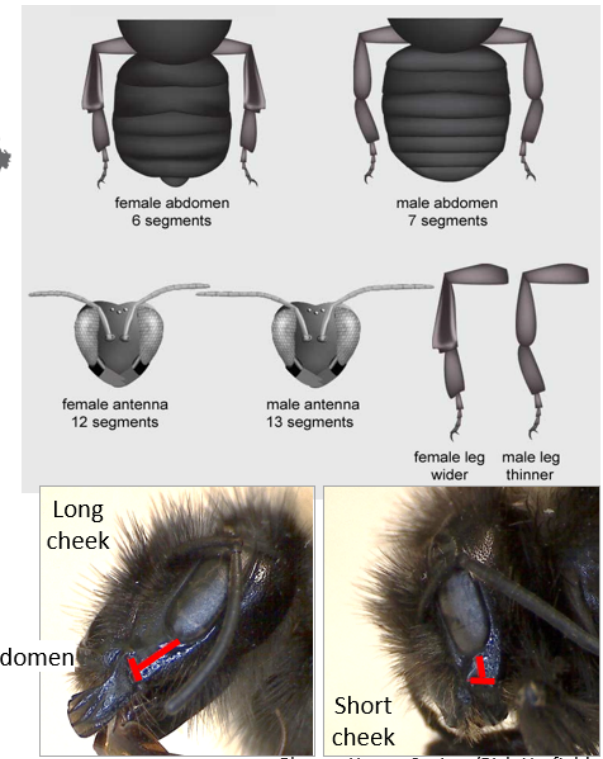 female abdomen
6 segments
male abdomen
7 segments
female antenna
12 segments
male antenna
13 segments
female leg
wider
male leg
thinner
Long
cheek
domen
Short
cheek